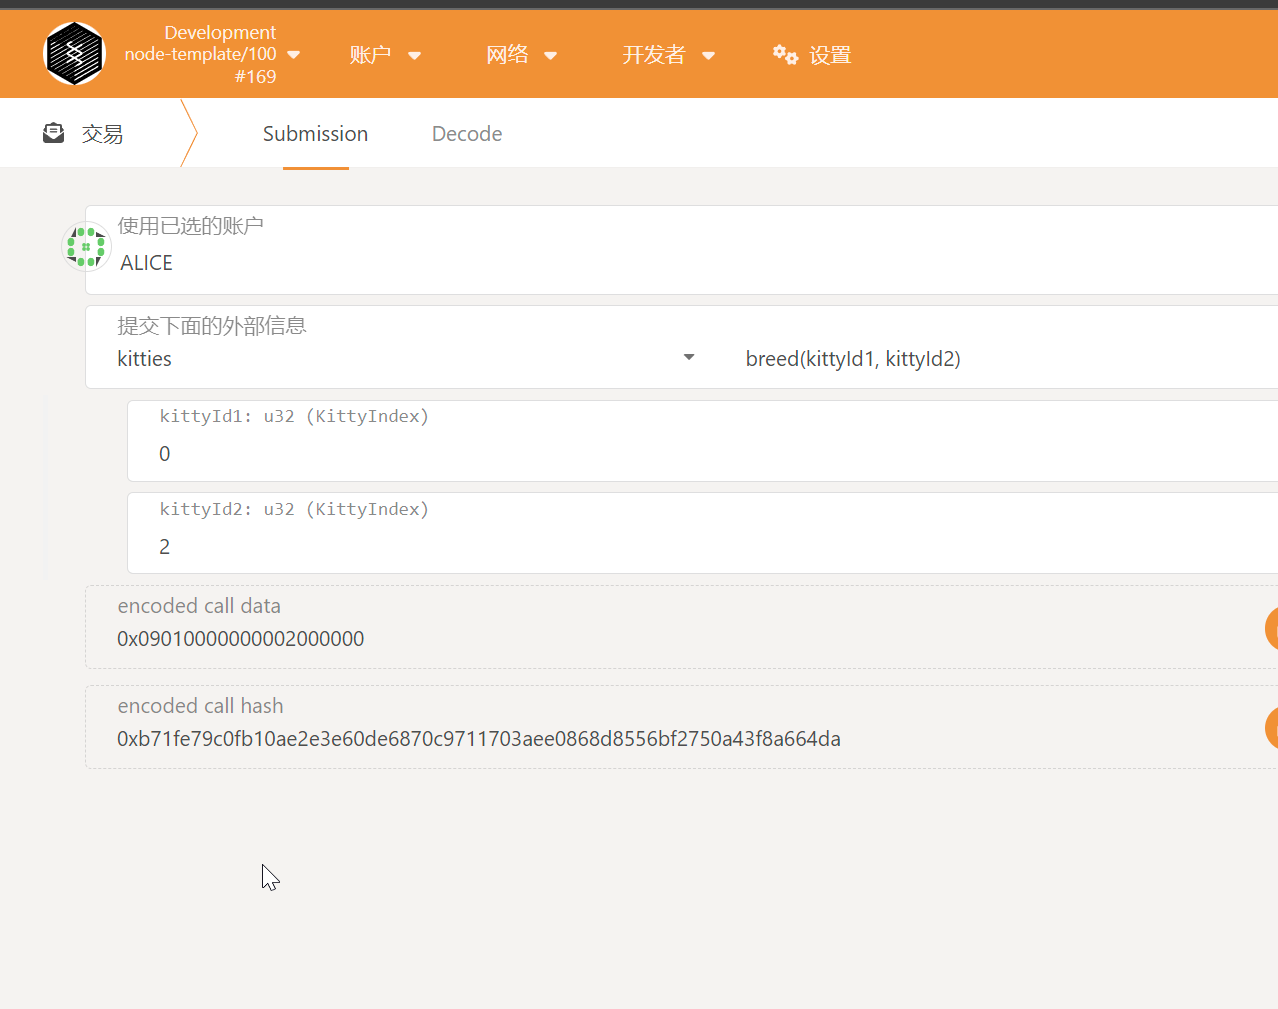 Development
node-template/100
#169
账户
网络
开发者
设置
交易
Submission
Decode
使用已选的账户
ALICE
提交下面的外部信息
kitties
breed(kittyId1, kittyId2)
kittyId1: u32 (KittyIndex)
0
kittyId2: u32 (KittyIndex)
2
encoded call data
0x09010000000002000000
encoded call hash
0xb71fe79c0fb10ae2e3e60de6870c9711703aee0868d8556bf2750a43f8a664da